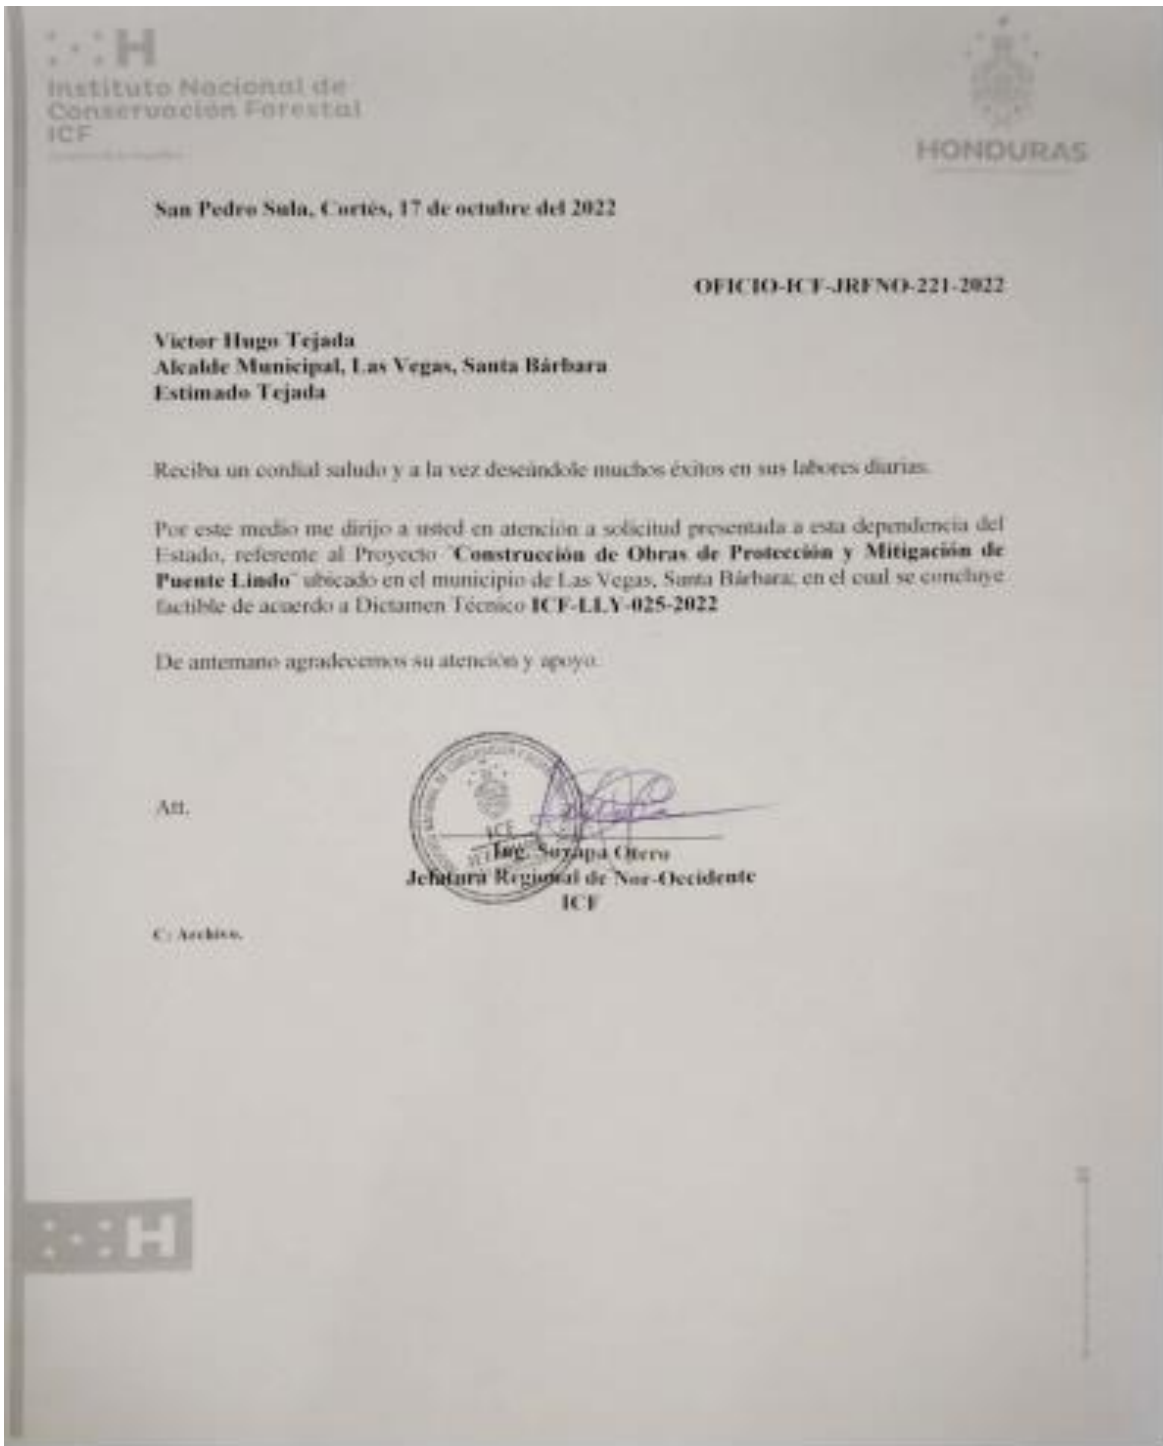 H
Instituto Nacional de
Conservación Forestal
ICF
HONDURAS
San Pedro Sula, Cortés, 17 de octubre del 2022
OFICIO-ICF-JRFNO-221-2022
Víctor Hugo Tejada
Alcalde Municipal, Las Vegas, Santa Bárbara
Estimado Tejada
Reciba un cordial saludo y a la vez deseándole muchos éxitos en sus labores diarias.
Por este medio me dirijo a usted en atención a solicitud presentada a esta dependencia del
Estado, referente al Proyecto ¨Construcción de Obras de Protección y Mitigación de
Puente Lindo¨ ubicado en el municipio de Las Vegas, Santa Bárbara; en el cual se concluye
factible de acuerdo a Dictamen Técnico ICF-LLY-025-2022
De antemano agradecemos su atención y apoyo.
Att.
ICF
Ing. Suyapa Otero
Jefatura Regional de Nor-Occidente
ICF
C: Archivo.
H